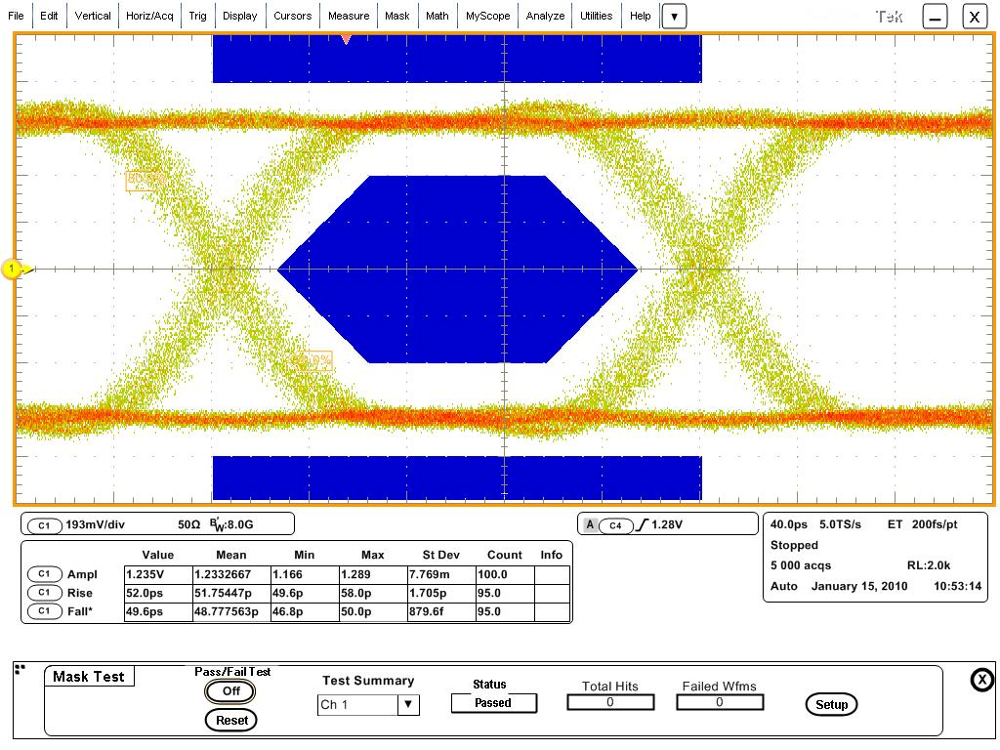 File Edit Vertical Horiz/Acq Trig Display Cursors Measure Mask Math MyScope Analyze Utilities Help Tek X
1
C1 193mV/div 50Ω BW:8.0G
A C4 1.28V
40.0ps 5.0TS/s ET 200fs/pt
Stopped
5 000 acqs RL:2.0k
Auto January 15, 2010 10:53:14
Value Mean Min Max St Dev Count Info
C1 Ampl 1.235V 1.2332667 1.166 1.289 7.769m 100.0
C1 Rise 52.0ps 51.75447p 49.6p 58.0p 1.705p 95.0
C1 Fall* 49.6ps 48.777563p 46.8p 50.0p 879.6f 95.0
Mask Test
Pass/Fail Test
Off
Reset
Test Summary
Ch 1
Status
Passed
Total Hits
0
Failed Wfms
0
Setup
X